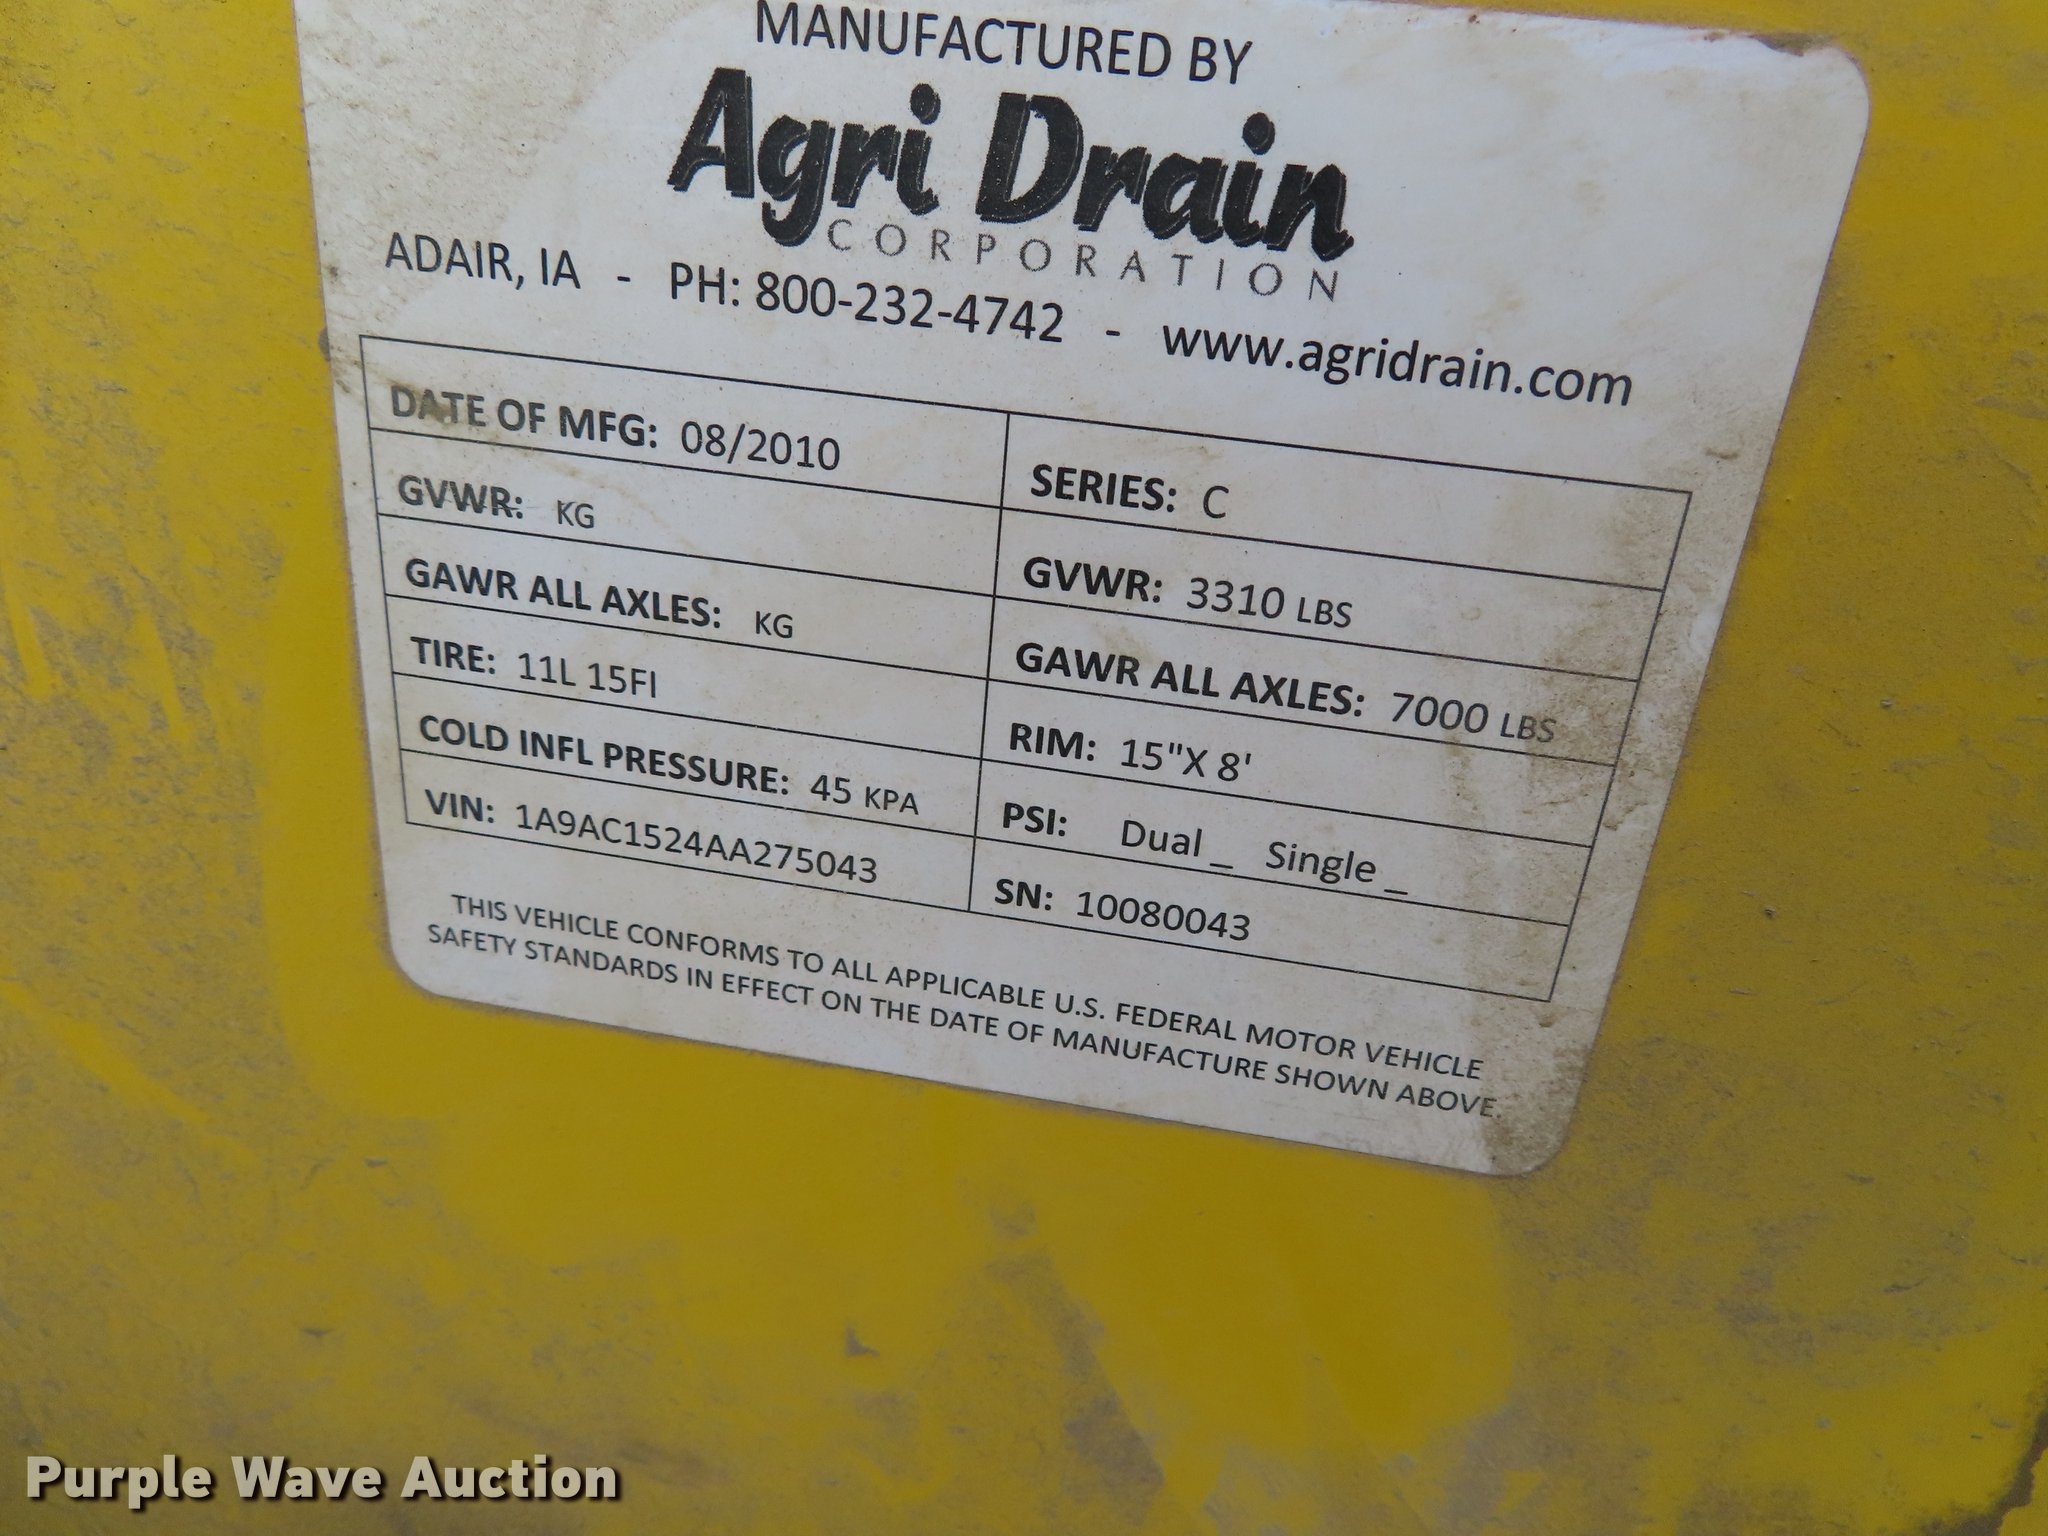 MANUFACTURED BY
Agri Drain
CORPORATION
ADAIR, IA - PH: 800-232-4742 - www.agridrain.com
DATE OF MFG: 08/2010 SERIES: C
GVWR: KG GVWR: 3310 LBS
GAWR ALL AXLES: KG GAWR ALL AXLES: 7000 LBS
TIRE: 11L 15FI RIM: 15"X 8'
COLD INFL PRESSURE: 45 KPA PSI: Dual _ Single _
VIN: 1A9AC1524AA275043 SN: 10080043
THIS VEHICLE CONFORMS TO ALL APPLICABLE U.S. FEDERAL MOTOR VEHICLE
SAFETY STANDARDS IN EFFECT ON THE DATE OF MANUFACTURE SHOWN ABOVE.
Purple Wave Auction